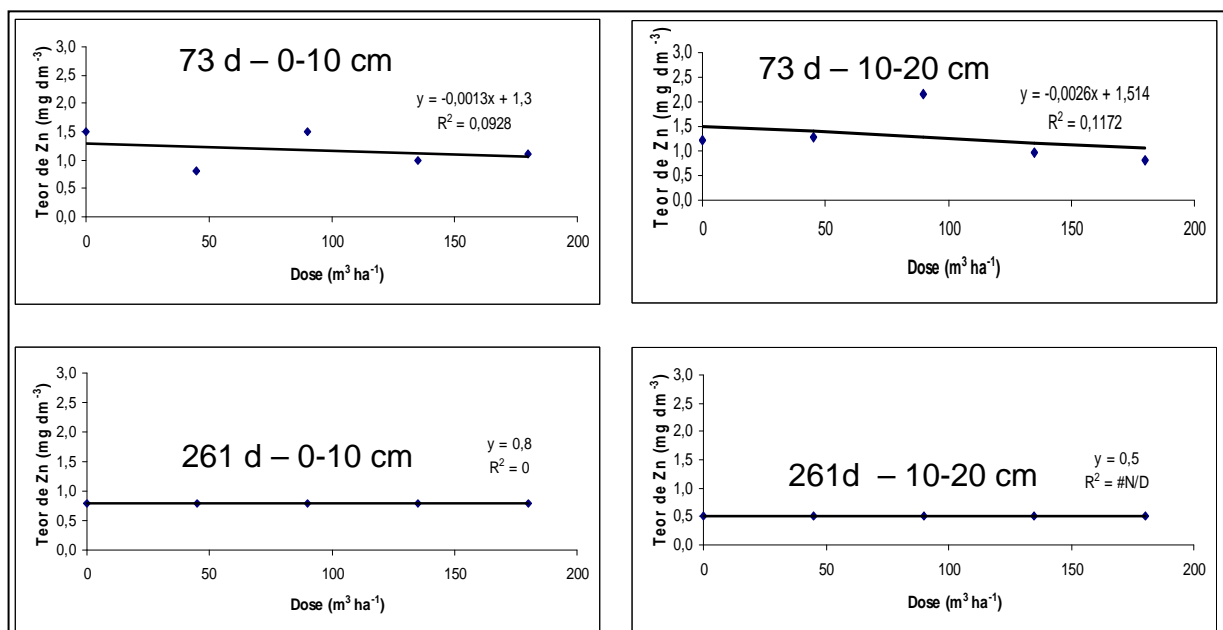 73 d – 0-10 cm
y = -0,0013x + 1,3
R² = 0,0928
Teor de Zn (mg dm⁻³)
3,0
2,5
2,0
1,5
1,0
0,5
0,0
0 50 100 150 200
Dose (m³ ha⁻¹)
73 d – 10-20 cm
y = -0,0026x + 1,514
R² = 0,1172
Teor de Zn (mg dm⁻³)
3,0
2,5
2,0
1,5
1,0
0,5
0,0
0 50 100 150 200
Dose (m³ ha⁻¹)
261 d – 0-10 cm
y = 0,8
R² = 0
Teor de Zn (mg dm⁻³)
3,0
2,5
2,0
1,5
1,0
0,5
0,0
0 50 100 150 200
Dose (m³ ha⁻¹)
261d – 10-20 cm
y = 0,5
R² = #N/D
Teor de Zn (mg dm⁻³)
3,0
2,5
2,0
1,5
1,0
0,5
0,0
0 50 100 150 200
Dose (m³ ha⁻¹)